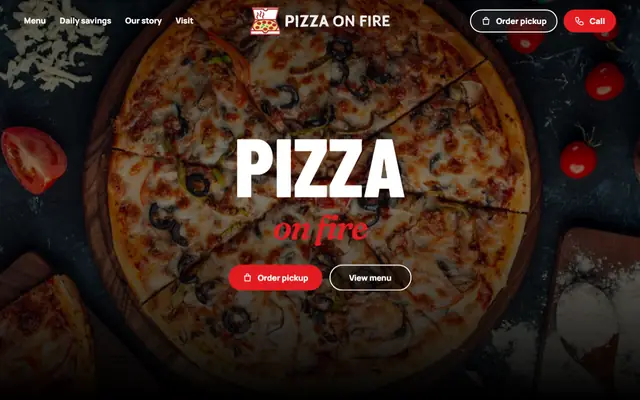 Menu Daily savings Our story Visit PIZZA ON FIRE Order pickup Call
PIZZA
on fire
Order pickup View menu